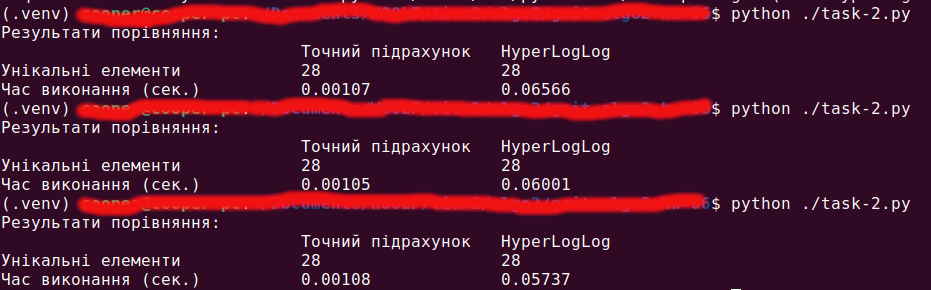 (.venv) $ python ./task-2.py
Результати порівняння:
Точний підрахунок HyperLogLog
Унікальні елементи 28 28
Час виконання (сек.) 0.00107 0.06566
(.venv) $ python ./task-2.py
Результати порівняння:
Точний підрахунок HyperLogLog
Унікальні елементи 28 28
Час виконання (сек.) 0.00105 0.06001
(.venv) $ python ./task-2.py
Результати порівняння:
Точний підрахунок HyperLogLog
Унікальні елементи 28 28
Час виконання (сек.) 0.00108 0.05737